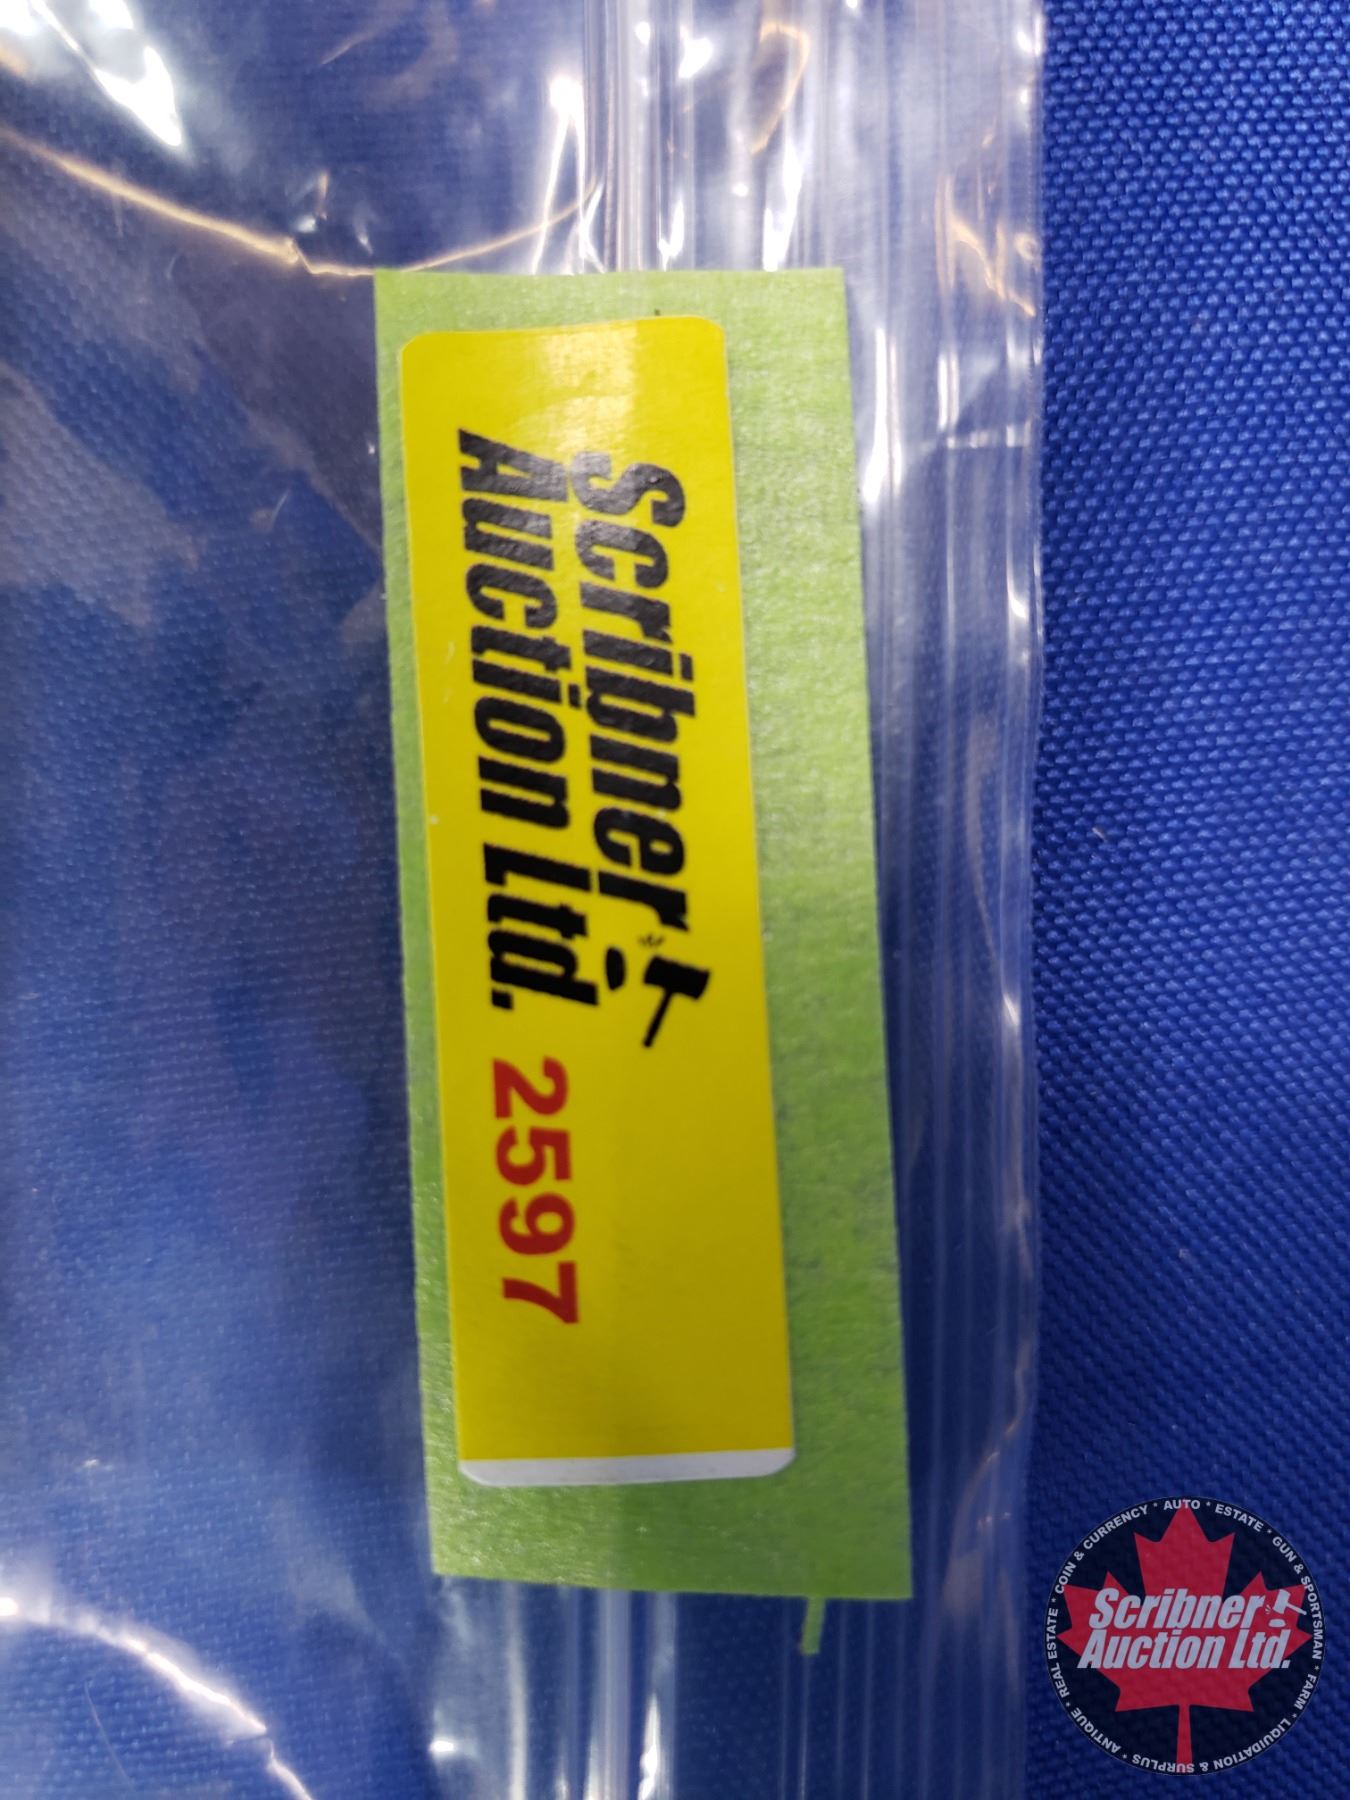 Scribner
Auction Ltd. 2597
COIN & CURRENCY * AUTO * ESTATE * GUN & SPORTSMAN * FARM * LIQUIDATION & SURPLUS * ANTIQUE * REAL ESTATE *
Scribner
Auction Ltd.